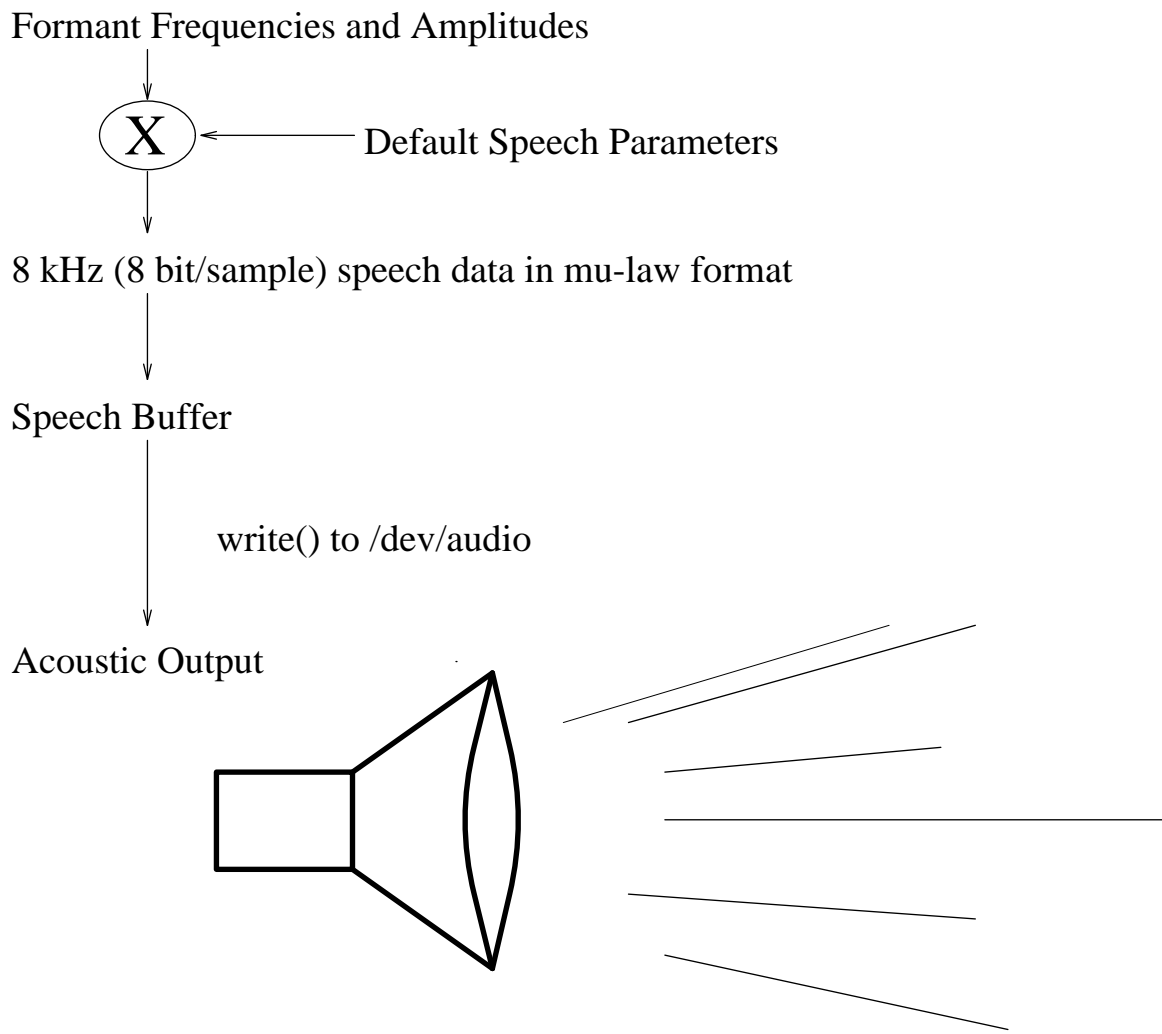 Formant Frequencies and Amplitudes
X
Default Speech Parameters
8 kHz (8 bit/sample) speech data in mu-law format
Speech Buffer
write() to /dev/audio
Acoustic Output